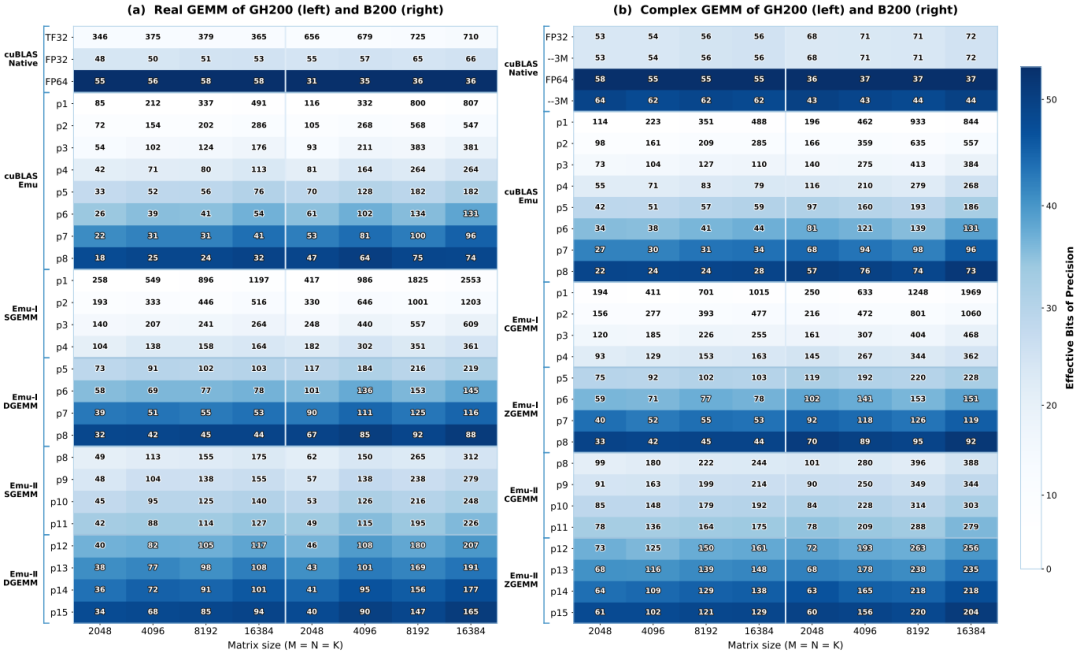 (a) Real GEMM of GH200 (left) and B200 (right)
cuBLAS Native
TF32 346 375 379 365 656 679 725 710
FP32 48 50 51 53 55 57 65 66
FP64 55 56 58 58 31 35 36 36
cuBLAS Emu
p1 85 212 337 491 116 332 800 807
p2 72 154 202 286 105 268 568 547
p3 54 102 124 176 93 211 383 381
p4 42 71 80 113 81 164 264 264
p5 33 52 56 76 70 128 182 182
p6 26 39 41 54 61 102 134 131
p7 22 31 31 41 53 81 100 96
p8 18 25 24 32 47 64 75 74
Emu-I SGEMM
p1 258 549 896 1197 417 986 1825 2553
p2 193 333 446 516 330 646 1001 1203
p3 140 207 241 264 248 440 557 609
p4 104 138 158 164 182 302 351 361
Emu-I DGEMM
p5 73 91 102 103 117 184 216 219
p6 58 69 77 78 101 136 153 145
p7 39 51 55 53 90 111 125 116
p8 32 42 45 44 67 85 92 88
Emu-II SGEMM
p8 49 113 155 175 62 150 265 312
p9 48 104 138 155 57 138 238 279
p10 45 95 125 140 53 126 216 248
p11 42 88 114 127 49 115 195 226
Emu-II DGEMM
p12 40 82 105 117 46 108 180 207
p13 38 77 98 108 43 101 169 191
p14 36 72 91 101 41 95 156 177
p15 34 68 85 94 40 90 147 165
2048 4096 8192 16384 2048 4096 8192 16384
Matrix size (M = N = K)
(b) Complex GEMM of GH200 (left) and B200 (right)
cuBLAS Native
FP32 53 54 56 56 68 71 71 72
--3M 53 54 56 56 68 71 71 72
FP64 58 55 55 55 36 37 37 37
--3M 64 62 62 62 43 43 44 44
cuBLAS Emu
p1 114 223 351 488 196 462 933 844
p2 98 161 209 285 166 359 635 557
p3 73 104 127 110 140 275 413 384
p4 55 71 83 79 116 210 279 268
p5 42 51 57 59 97 160 193 186
p6 34 38 41 44 81 121 139 131
p7 27 30 31 34 68 94 98 96
p8 22 24 24 28 57 76 74 73
Emu-I CGEMM
p1 194 411 701 1015 250 633 1248 1969
p2 156 277 393 477 216 472 801 1060
p3 120 185 226 255 161 307 404 468
p4 93 129 153 163 145 267 344 362
Emu-I ZGEMM
p5 75 92 102 103 119 192 220 228
p6 59 71 77 78 102 141 153 151
p7 40 52 55 53 92 118 126 119
p8 33 42 45 44 70 89 95 92
Emu-II CGEMM
p8 99 180 222 244 101 280 396 388
p9 91 163 199 214 90 250 349 344
p10 85 148 179 192 84 228 314 303
p11 78 136 164 175 78 209 288 279
Emu-II ZGEMM
p12 73 125 150 161 72 193 263 256
p13 68 116 139 148 68 178 238 235
p14 64 109 129 138 63 165 218 218
p15 61 102 121 129 60 156 220 204
2048 4096 8192 16384 2048 4096 8192 16384
Matrix size (M = N = K)
50
40
30
20
10
0
Effective Bits of Precision